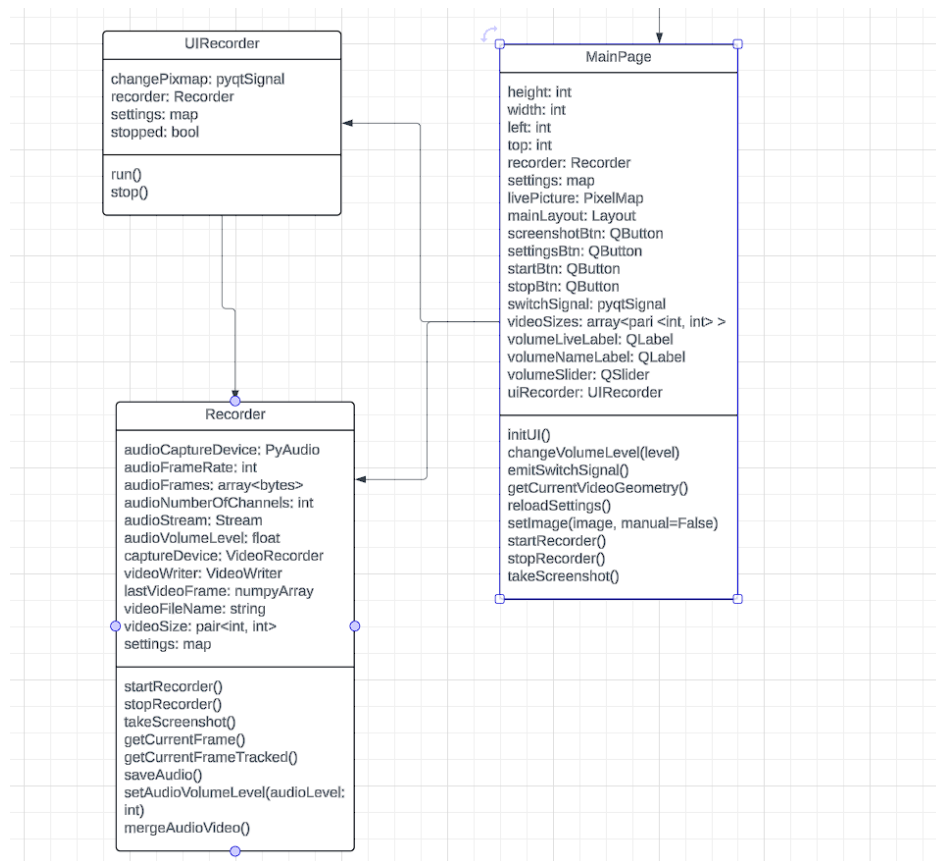 UIRecorder
changePixmap: pyqtSignal
recorder: Recorder
settings: map
stopped: bool
run()
stop()
MainPage
height: int
width: int
left: int
top: int
recorder: Recorder
settings: map
livePicture: PixelMap
mainLayout: Layout
screenshotBtn: QButton
settingsBtn: QButton
startBtn: QButton
stopBtn: QButton
switchSignal: pyqtSignal
videoSizes: array<pari <int, int> >
volumeLiveLabel: QLabel
volumeNameLabel: QLabel
volumeSlider: QSlider
uiRecorder: UIRecorder
initUI()
changeVolumeLevel(level)
emitSwitchSignal()
getCurrentVideoGeometry()
reloadSettings()
setImage(image, manual=False)
startRecorder()
stopRecorder()
takeScreenshot()
Recorder
audioCaptureDevice: PyAudio
audioFrameRate: int
audioFrames: array<bytes>
audioNumberOfChannels: int
audioStream: Stream
audioVolumeLevel: float
captureDevice: VideoRecorder
videoWriter: VideoWriter
lastVideoFrame: numpyArray
videoFileName: string
videoSize: pair<int, int>
settings: map
startRecorder()
stopRecorder()
takeScreenshot()
getCurrentFrame()
getCurrentFrameTracked()
saveAudio()
setAudioVolumeLevel(audioLevel:
int)
mergeAudioVideo()